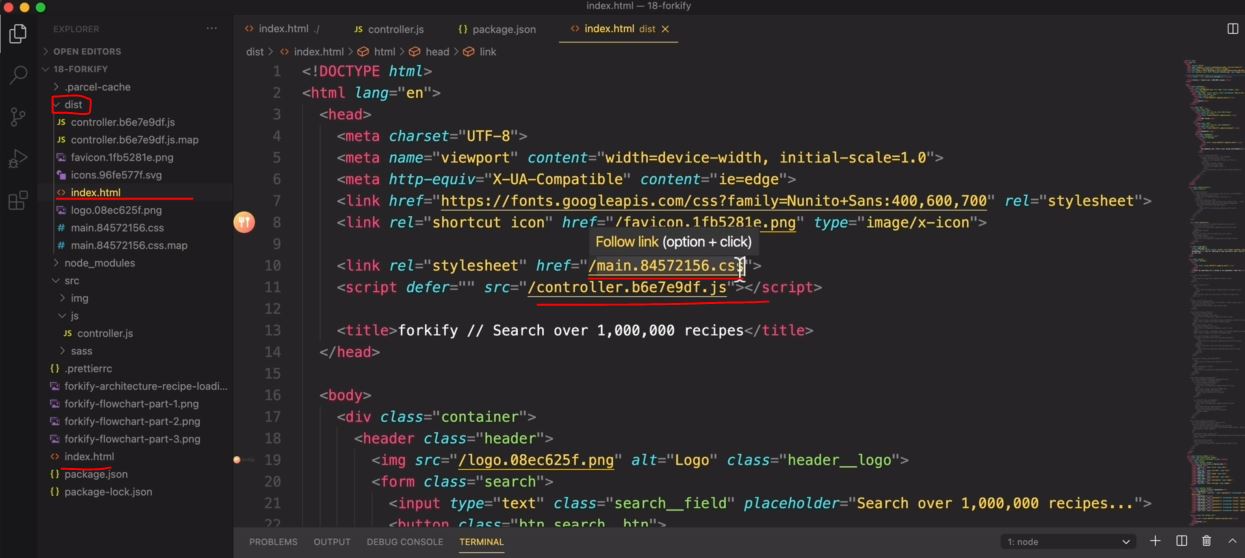 index.html — 18-forkify
EXPLORER ...
index.html ./
controller.js
package.json
index.html dist
OPEN EDITORS
18-FORKIFY
.parcel-cache
dist
controller.b6e7e9df.js
controller.b6e7e9df.js.map
favicon.1fb5281e.png
icons.96fe577f.svg
index.html
logo.08ec625f.png
main.84572156.css
main.84572156.css.map
node_modules
src
img
js
controller.js
sass
.prettierrc
forkify-architecture-recipe-loadi...
forkify-flowchart-part-1.png
forkify-flowchart-part-2.png
forkify-flowchart-part-3.png
index.html
package.json
package-lock.json
dist > index.html > html > head > link
1 <!DOCTYPE html>
2 <html lang="en">
3 <head>
4 <meta charset="UTF-8">
5 <meta name="viewport" content="width=device-width, initial-scale=1.0">
6 <meta http-equiv="X-UA-Compatible" content="ie=edge">
7 <link href="https://fonts.googleapis.com/css?family=Nunito+Sans:400,600,700" rel="stylesheet">
8 <link rel="shortcut icon" href="/favicon.1fb5281e.png" type="image/x-icon">
Follow link (option + click)
9
10 <link rel="stylesheet" href="/main.84572156.css">
11 <script defer="" src="/controller.b6e7e9df.js"></script>
12
13 <title>forkify // Search over 1,000,000 recipes</title>
14 </head>
15
16 <body>
17 <div class="container">
18 <header class="header">
19 <img src="/logo.08ec625f.png" alt="Logo" class="header__logo">
20 <form class="search">
21 <input type="text" class="search__field" placeholder="Search over 1,000,000 recipes...">
22 <button class="btn search__btn">
PROBLEMS OUTPUT DEBUG CONSOLE TERMINAL 1: node